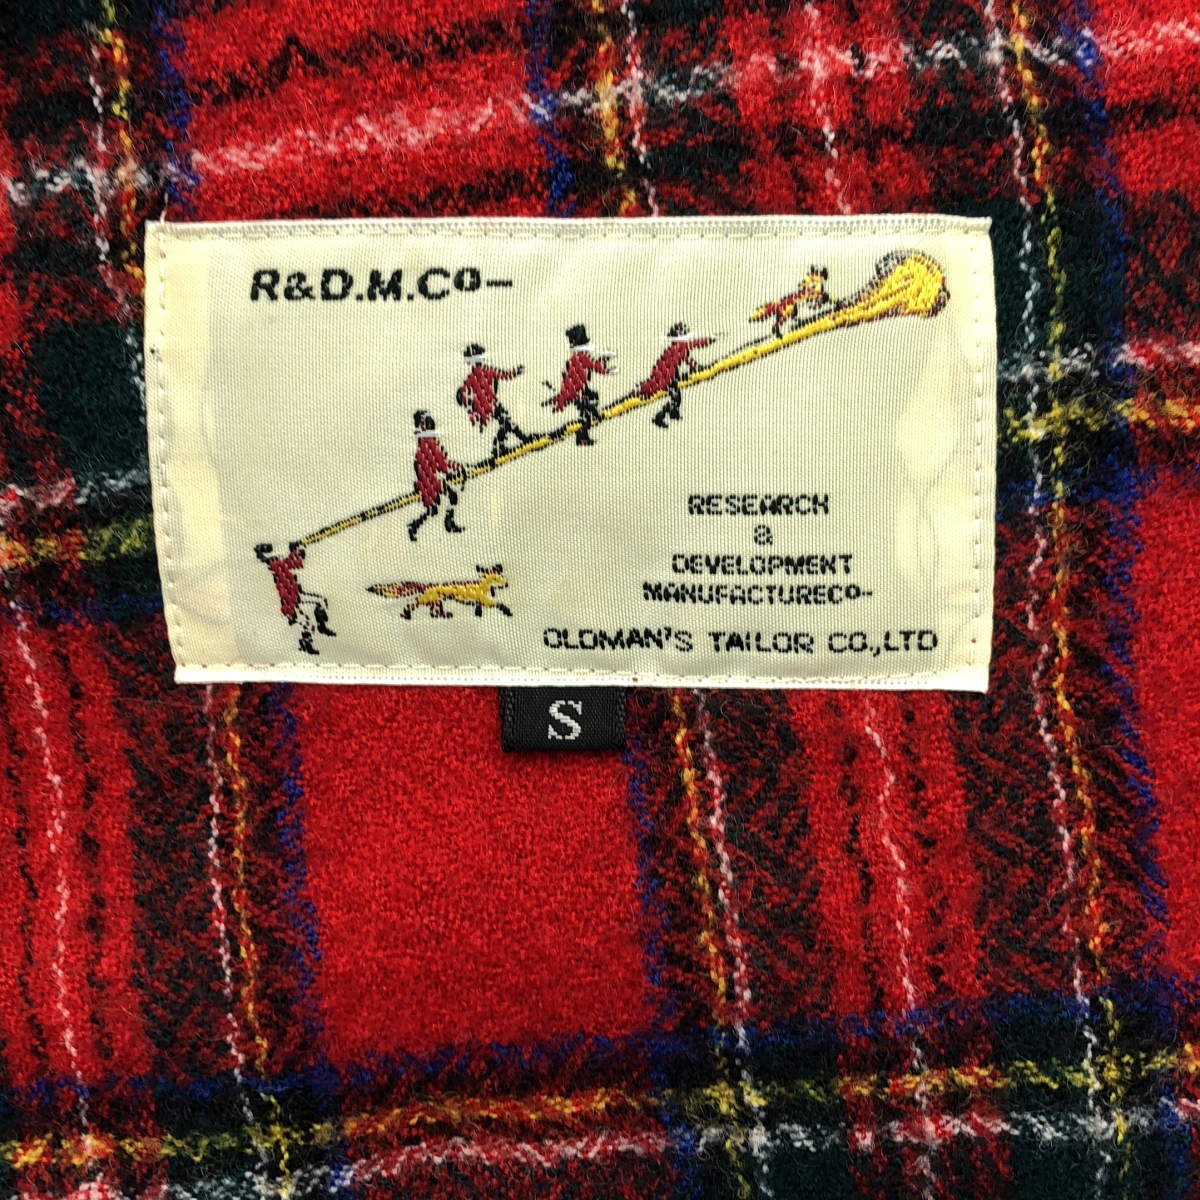 R&D.M.Co-
RESEARCH
&
DEVELOPMENT
MANUFACTURECO-
OLDMAN'S TAILOR CO.,LTD
S